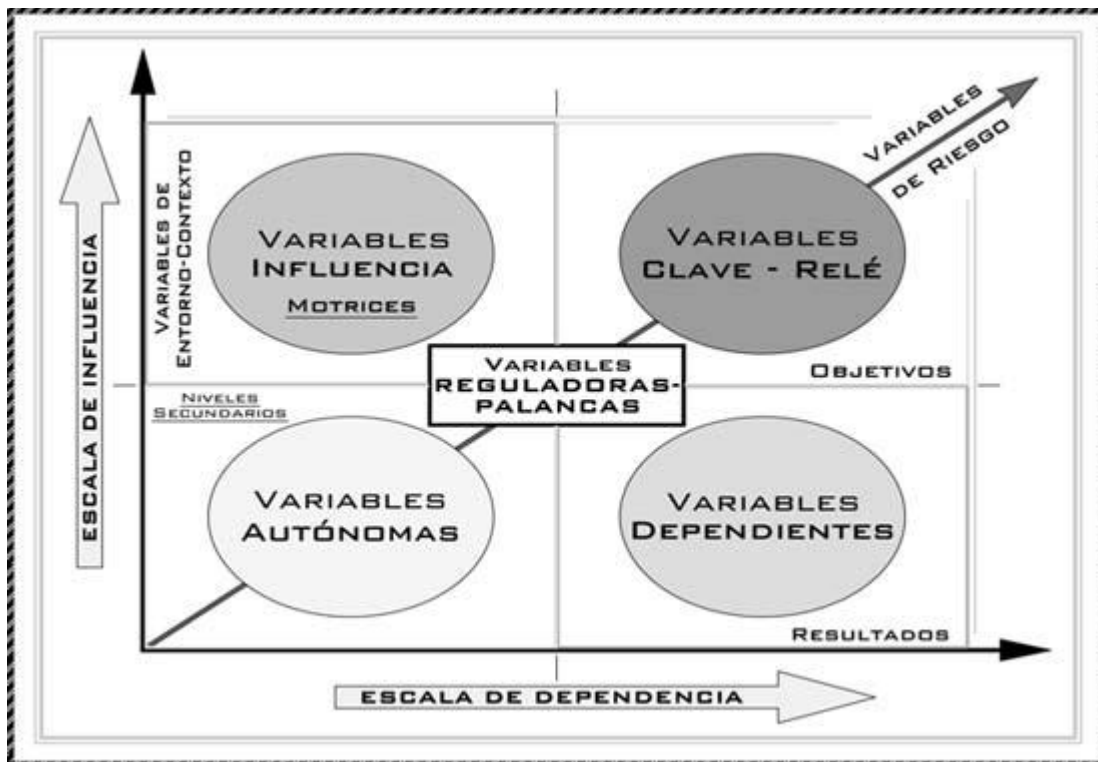 VARIABLES
DE RIESGO
VARIABLES DE
ENTORNO-CONTEXTO
ESCALA DE INFLUENCIA
VARIABLES
INFLUENCIA
MOTRICES
VARIABLES
CLAVE - RELÉ
VARIABLES
REGULADORAS-
PALANCAS
OBJETIVOS
NIVELES
SECUNDARIOS
VARIABLES
AUTÓNOMAS
VARIABLES
DEPENDIENTES
RESULTADOS
ESCALA DE DEPENDENCIA